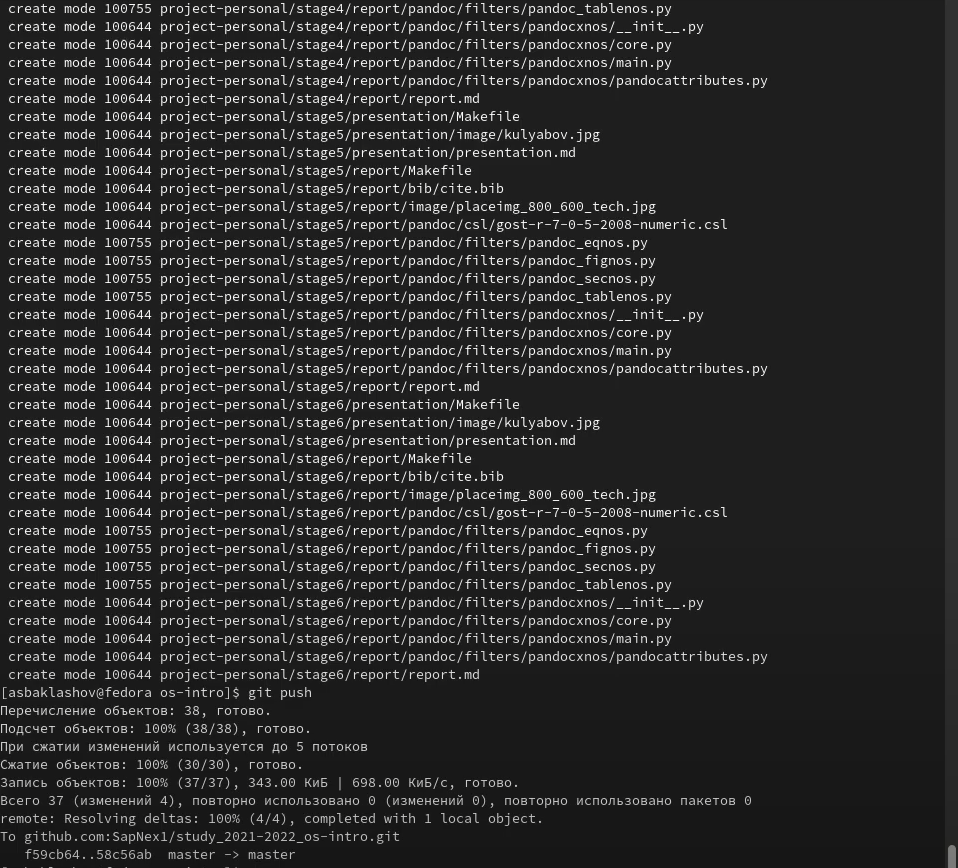 create mode 100755 project-personal/stage4/report/pandoc/filters/pandoc_tablenos.py
create mode 100644 project-personal/stage4/report/pandoc/filters/pandocxnos/__init__.py
create mode 100644 project-personal/stage4/report/pandoc/filters/pandocxnos/core.py
create mode 100644 project-personal/stage4/report/pandoc/filters/pandocxnos/main.py
create mode 100644 project-personal/stage4/report/pandoc/filters/pandocxnos/pandocattributes.py
create mode 100644 project-personal/stage4/report/report.md
create mode 100644 project-personal/stage5/presentation/Makefile
create mode 100644 project-personal/stage5/presentation/image/kulyabov.jpg
create mode 100644 project-personal/stage5/presentation/presentation.md
create mode 100644 project-personal/stage5/report/Makefile
create mode 100644 project-personal/stage5/report/bib/cite.bib
create mode 100644 project-personal/stage5/report/image/placeimg_800_600_tech.jpg
create mode 100644 project-personal/stage5/report/pandoc/csl/gost-r-7-0-5-2008-numeric.csl
create mode 100755 project-personal/stage5/report/pandoc/filters/pandoc_eqnos.py
create mode 100755 project-personal/stage5/report/pandoc/filters/pandoc_fignos.py
create mode 100755 project-personal/stage5/report/pandoc/filters/pandoc_secnos.py
create mode 100755 project-personal/stage5/report/pandoc/filters/pandoc_tablenos.py
create mode 100644 project-personal/stage5/report/pandoc/filters/pandocxnos/__init__.py
create mode 100644 project-personal/stage5/report/pandoc/filters/pandocxnos/core.py
create mode 100644 project-personal/stage5/report/pandoc/filters/pandocxnos/main.py
create mode 100644 project-personal/stage5/report/pandoc/filters/pandocxnos/pandocattributes.py
create mode 100644 project-personal/stage5/report/report.md
create mode 100644 project-personal/stage6/presentation/Makefile
create mode 100644 project-personal/stage6/presentation/image/kulyabov.jpg
create mode 100644 project-personal/stage6/presentation/presentation.md
create mode 100644 project-personal/stage6/report/Makefile
create mode 100644 project-personal/stage6/report/bib/cite.bib
create mode 100644 project-personal/stage6/report/image/placeimg_800_600_tech.jpg
create mode 100644 project-personal/stage6/report/pandoc/csl/gost-r-7-0-5-2008-numeric.csl
create mode 100755 project-personal/stage6/report/pandoc/filters/pandoc_eqnos.py
create mode 100755 project-personal/stage6/report/pandoc/filters/pandoc_fignos.py
create mode 100755 project-personal/stage6/report/pandoc/filters/pandoc_secnos.py
create mode 100755 project-personal/stage6/report/pandoc/filters/pandoc_tablenos.py
create mode 100644 project-personal/stage6/report/pandoc/filters/pandocxnos/__init__.py
create mode 100644 project-personal/stage6/report/pandoc/filters/pandocxnos/core.py
create mode 100644 project-personal/stage6/report/pandoc/filters/pandocxnos/main.py
create mode 100644 project-personal/stage6/report/pandoc/filters/pandocxnos/pandocattributes.py
create mode 100644 project-personal/stage6/report/report.md
[asbaklashov@fedora os-intro]$ git push
Перечисление объектов: 38, готово.
Подсчет объектов: 100% (38/38), готово.
При сжатии изменений используется до 5 потоков
Сжатие объектов: 100% (30/30), готово.
Запись объектов: 100% (37/37), 343.00 КиБ | 698.00 КиБ/с, готово.
Всего 37 (изменений 4), повторно использовано 0 (изменений 0), повторно использовано пакетов 0
remote: Resolving deltas: 100% (4/4), completed with 1 local object.
To github.com:SapNex1/study_2021-2022_os-intro.git
f59cb64..58c56ab master -> master